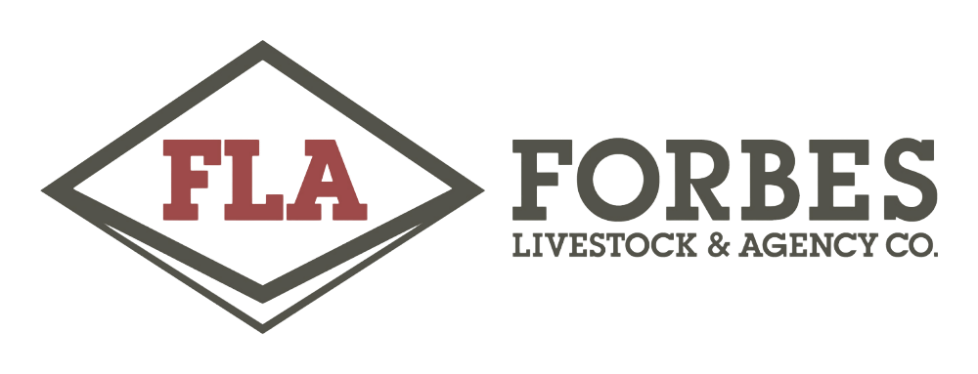 FLA
FORBES
LIVESTOCK & AGENCY CO.